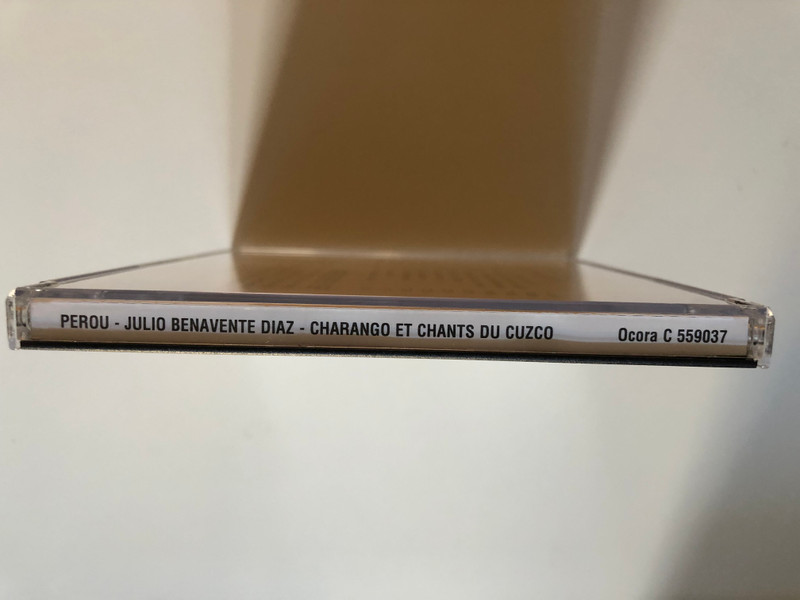 PEROU - JULIO BENAVENTE DIAZ - CHARANGO ET CHANTS DU CUZCO Ocora C 559037